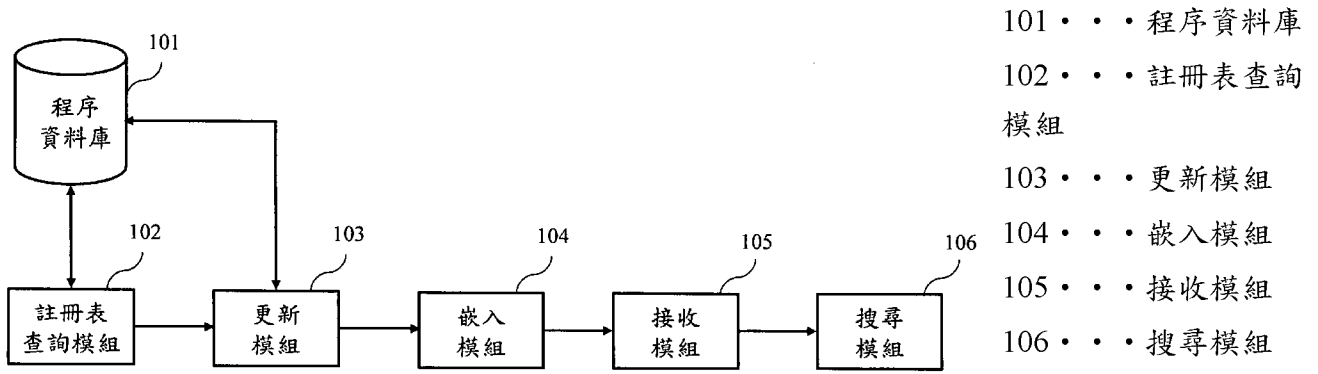 101
程序
資料庫
102
103
104
105
106
註冊表
查詢模組
更新
模組
嵌入
模組
接收
模組
搜尋
模組
101・・・程序資料庫
102・・・註冊表查詢
模組
103・・・更新模組
104・・・嵌入模組
105・・・接收模組
106・・・搜尋模組